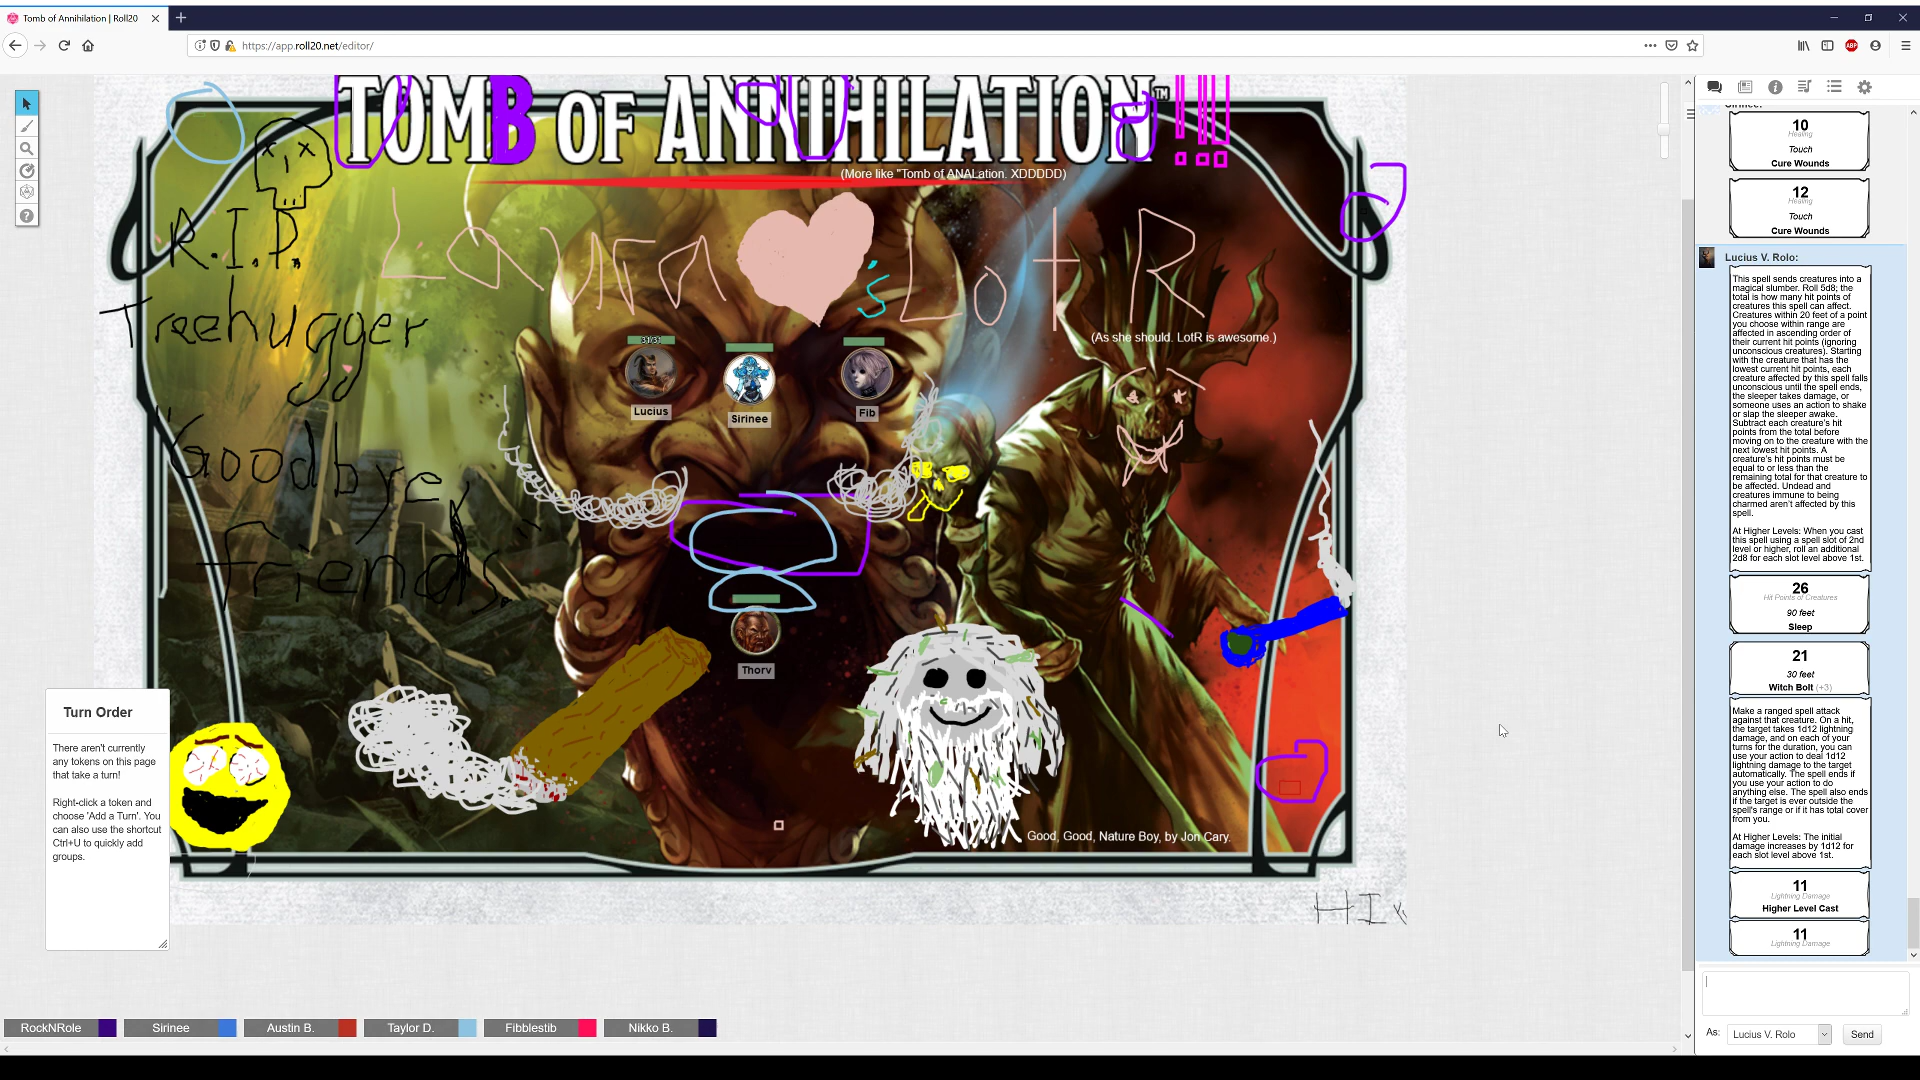 Tomb of Annihilation | Roll20
https://app.roll20.net/editor/
ABP
TOMB OF ANNIHILATION™ !!!
(More like "Tomb of ANALation. XDDDDD)
R.I.P.
Treehugger
"Goodbye
friends."
Laura 's LotR
(As she should. LotR is awesome.)
31/31
Lucius
Sirinee
Fib
Thorv
Good, Good, Nature Boy, by Jon Cary.
HI
Turn Order
There aren't currently
any tokens on this page
that take a turn!
Right-click a token and
choose 'Add a Turn'. You
can also use the shortcut
Ctrl+U to quickly add
groups.
RockNRole
Sirinee
Austin B.
Taylor D.
Fibblestib
Nikko B.
Sirinee:
10
Healing
Touch
Cure Wounds
12
Healing
Touch
Cure Wounds
Lucius V. Rolo:
This spell sends creatures into a
magical slumber. Roll 5d8; the
total is how many hit points of
creatures this spell can affect.
Creatures within 20 feet of a point
you choose within range are
affected in ascending order of
their current hit points (ignoring
unconscious creatures). Starting
with the creature that has the
lowest current hit points, each
creature affected by this spell falls
unconscious until the spell ends,
the sleeper takes damage, or
someone uses an action to shake
or slap the sleeper awake.
Subtract each creature's hit
points from the total before
moving on to the creature with the
next lowest hit points. A
creature's hit points must be
equal to or less than the
remaining total for that creature to
be affected. Undead and
creatures immune to being
charmed aren't affected by this
spell.
At Higher Levels: When you cast
this spell using a spell slot of 2nd
level or higher, roll an additional
2d8 for each slot level above 1st.
26
Hit Points of Creatures
90 feet
Sleep
21
30 feet
Witch Bolt (+3)
Make a ranged spell attack
against that creature. On a hit,
the target takes 1d12 lightning
damage, and on each of your
turns for the duration, you can
use your action to deal 1d12
lightning damage to the target
automatically. The spell ends if
you use your action to do
anything else. The spell also ends
if the target is ever outside the
spell's range or if it has total cover
from you.
At Higher Levels: The initial
damage increases by 1d12 for
each slot level above 1st.
11
Lightning Damage
Higher Level Cast
11
Lightning Damage
As:
Lucius V. Rolo
Send